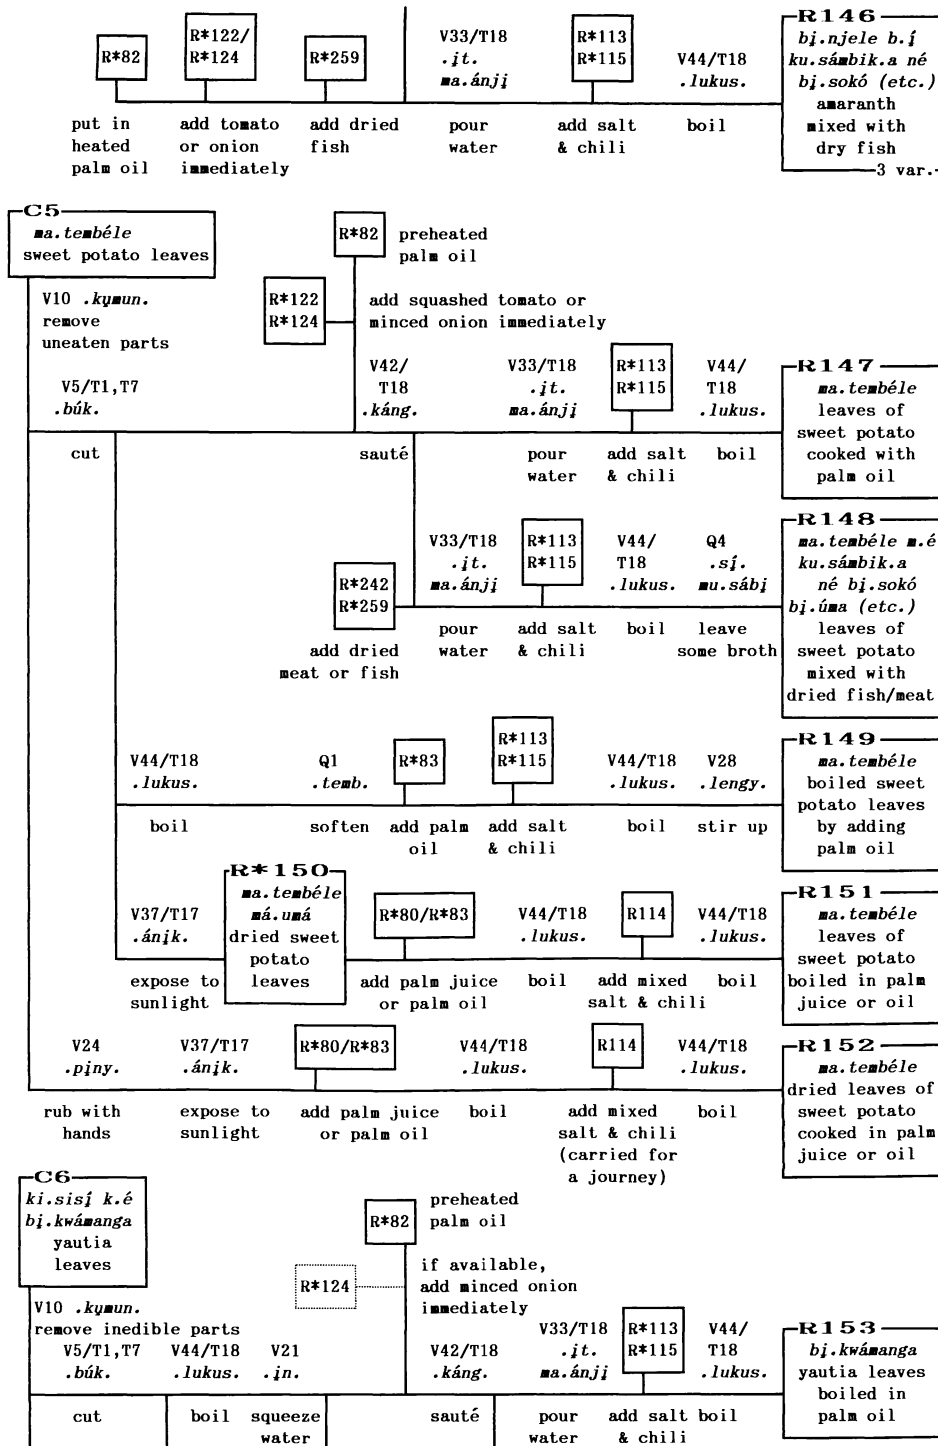 R*82
R*122/
R*124
R*259
V33/T18
.i̧t.
ma.ánji̧
R*113
R*115
V44/T18
.lukus.
put in
heated
palm oil
add tomato
or onion
immediately
add dried
fish
pour
water
add salt
& chili
boil
R146
bi̧.njele b.í̧
ku.sámbik.a né
bi̧.sokó (etc.)
amaranth
mixed with
dry fish
3 var.
C5
ma.tembéle
sweet potato leaves
V10 .ku̧mun.
remove
uneaten parts
V5/T1,T7
.búk.
cut
R*82
preheated
palm oil
R*122
R*124
add squashed tomato or
minced onion immediately
V42/
T18
.káng.
sauté
V33/T18
.i̧t.
ma.ánji̧
pour
water
R*113
R*115
add salt
& chili
V44/
T18
.lukus.
boil
R147
ma.tembéle
leaves of
sweet potato
cooked with
palm oil
R*242
R*259
add dried
meat or fish
V33/T18
.i̧t.
ma.ánji̧
pour
water
R*113
R*115
add salt
& chili
V44/
T18
.lukus.
boil
Q4
.sí̧.
mu.sábi̧
leave
some broth
R148
ma.tembéle m.é
ku.sámbik.a
né bi̧.sokó
bi̧.úma (etc.)
leaves of
sweet potato
mixed with
dried fish/meat
V44/T18
.lukus.
boil
Q1
.temb.
soften
R*83
add palm
oil
R*113
R*115
add salt
& chili
V44/T18
.lukus.
boil
V28
.lengy.
stir up
R149
ma.tembéle
boiled sweet
potato leaves
by adding
palm oil
V37/T17
.áni̧k.
expose to
sunlight
R*150
ma.tembéle
má.umá
dried sweet
potato
leaves
R*80/R*83
add palm juice
or palm oil
V44/T18
.lukus.
boil
R114
add mixed
salt & chili
V44/T18
.lukus.
boil
R151
ma.tembéle
leaves of
sweet potato
boiled in palm
juice or oil
V24
.pi̧ny.
rub with
hands
V37/T17
.áni̧k.
expose to
sunlight
R*80/R*83
add palm juice
or palm oil
V44/T18
.lukus.
boil
R114
add mixed
salt & chili
(carried for
a journey)
V44/T18
.lukus.
boil
R152
ma.tembéle
dried leaves of
sweet potato
cooked in palm
juice or oil
C6
ki.sisí̧ k.é
bi̧.kwámanga
yautia
leaves
V10 .ku̧mun.
remove inedible parts
V5/T1,T7
.búk.
cut
V44/T18
.lukus.
boil
V21
.i̧n.
squeeze
water
R*82
preheated
palm oil
R*124
if available,
add minced onion
immediately
V42/T18
.káng.
sauté
V33/T18
.i̧t.
ma.ánji̧
pour
water
R*113
R*115
add salt
& chili
V44/
T18
.lukus.
boil
R153
bi̧.kwámanga
yautia leaves
boiled in
palm oil